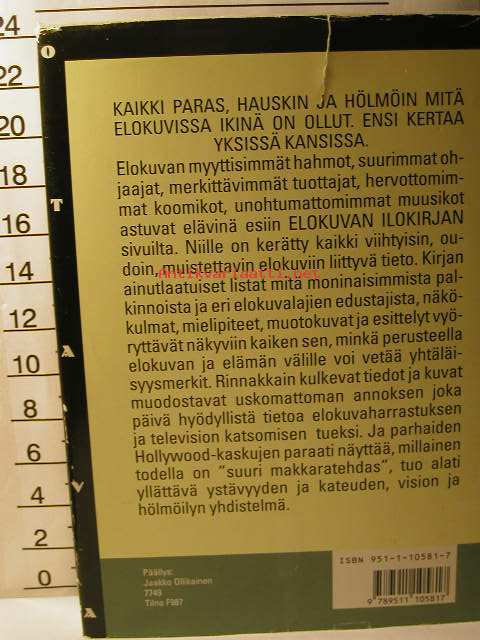 24
22
20
18
16
14
12
10
8
6
4
2
0
O
T
A
V
A
KAIKKI PARAS, HAUSKIN JA HÖLMÖIN MITÄ
ELOKUVISSA IKINÄ ON OLLUT. ENSI KERTAA
YKSISSÄ KANSISSA.
Elokuvan myyttisimmät hahmot, suurimmat oh-
jaajat, merkittävimmät tuottajat, hervottomim-
mat koomikot, unohtumattomimmat muusikot
astuvat elävinä esiin ELOKUVAN ILOKIRJAN
sivuilta. Niille on kerätty kaikki viihtyisin, ou-
doin, muistettavin elokuviin liittyvä tieto. Kirjan
Antikvariaatti.net
ainutlaatuiset listat mitä moninaisimmista pal-
kinnoista ja eri elokuvalajien edustajista, näkö-
kulmat, mielipiteet, muotokuvat ja esittelyt vyö-
ryttävät näkyviin kaiken sen, minkä perusteella
elokuvan ja elämän välille voi vetää yhtäläi-
syysmerkit. Rinnakkain kulkevat tiedot ja kuvat
muodostavat uskomattoman annoksen joka
päivä hyödyllistä tietoa elokuvaharrastuksen
ja television katsomisen tueksi. Ja parhaiden
Hollywood-kaskujen paraati näyttää, millainen
todella on "suuri makkaratehdas", tuo alati
yllättävä ystävyyden ja kateuden, vision ja
hölmöilyn yhdistelmä.
Päällys:
Jaakko Ollikainen
7749
Tilno F987
ISBN 951-1-10581-7
9 789511 105817